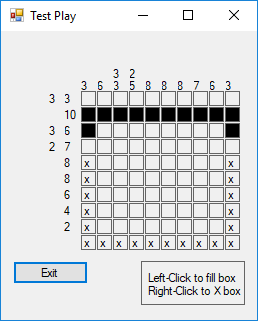 Test Play
3 2
3 6 3 5 8 8 8 7 6 3
3 3
10
3 6
2 7
8 x x
8 x x
6 x x
4 x x
2 x x
x x x x x x x x x x
Exit
Left-Click to fill box
Right-Click to X box